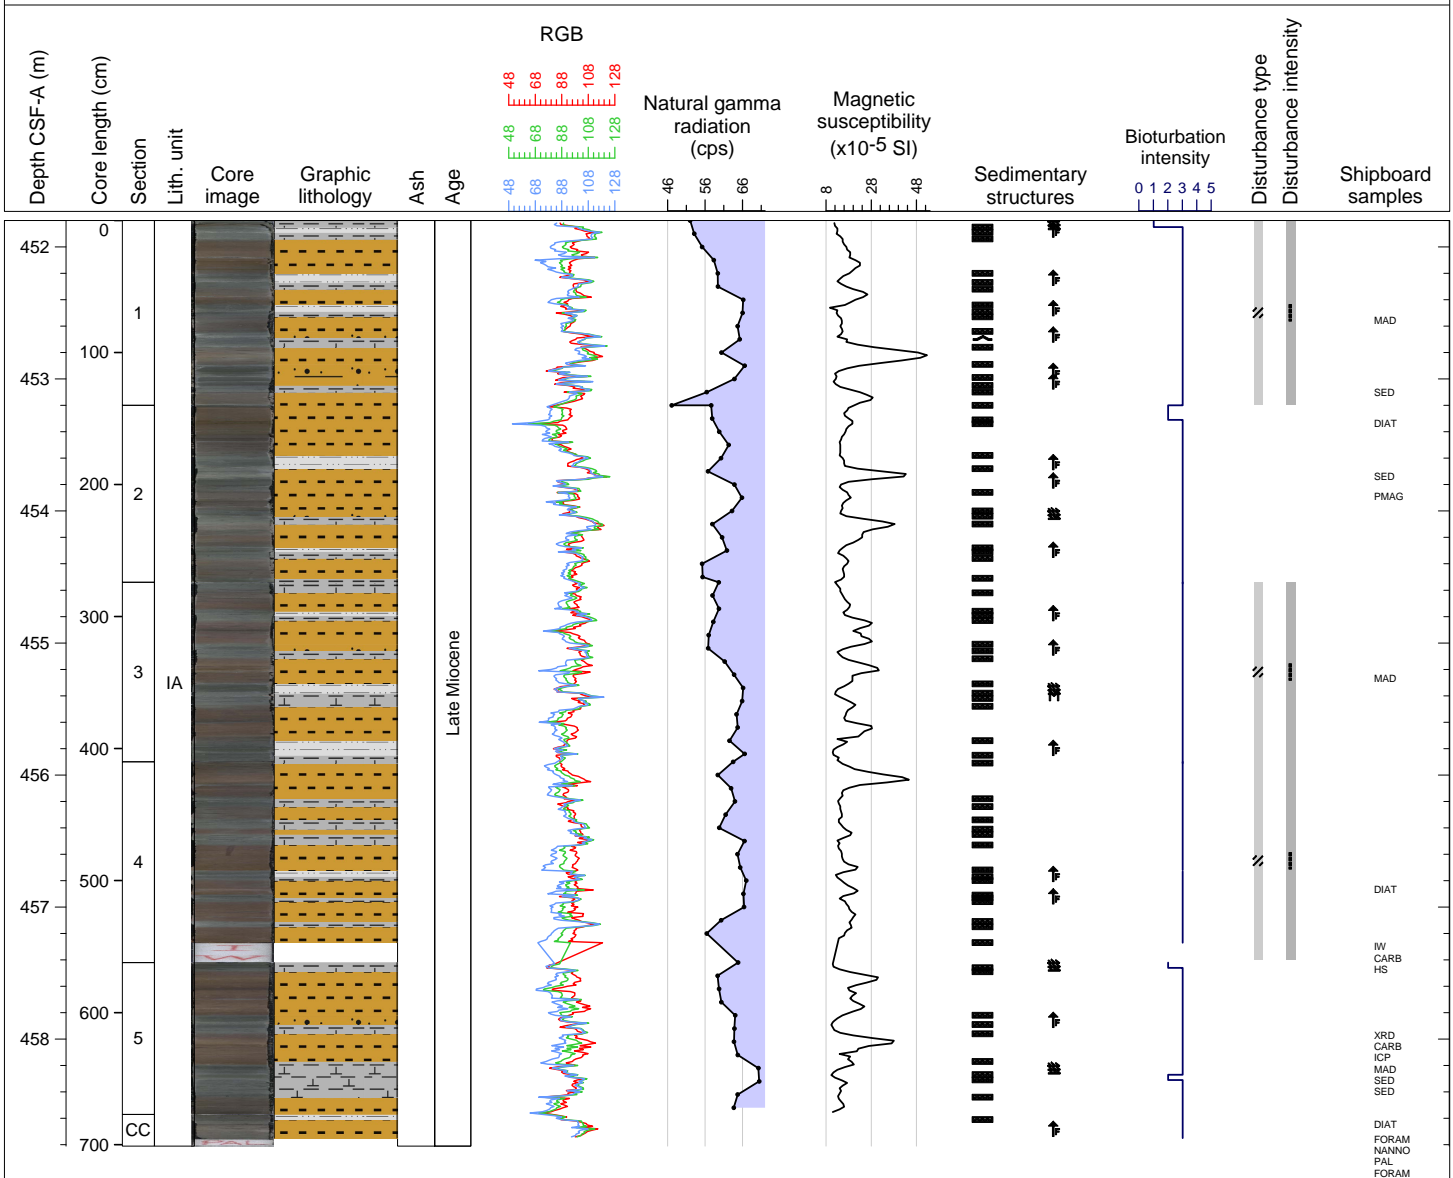 Depth CSF-A (m)
Core length (cm)
Section
Lith. unit
Core image
Graphic lithology
Ash
Age
RGB
48 68 88 108 128
48 68 88 108 128
48 68 88 108 128
Natural gamma radiation (cps)
46 56 66
Magnetic susceptibility (x10-5 SI)
8 28 48
Sedimentary structures
Bioturbation intensity
0 1 2 3 4 5
Disturbance type
Disturbance intensity
Shipboard samples
452
453
454
455
456
457
458
0
100
200
300
400
500
600
700
1
2
3
4
5
CC
IA
IW
PAL
Late Miocene
MAD
SED
DIAT
SED
PMAG
MAD
DIAT
IW
CARB
HS
XRD
CARB
ICP
MAD
SED
SED
DIAT
FORAM
NANNO
PAL
FORAM